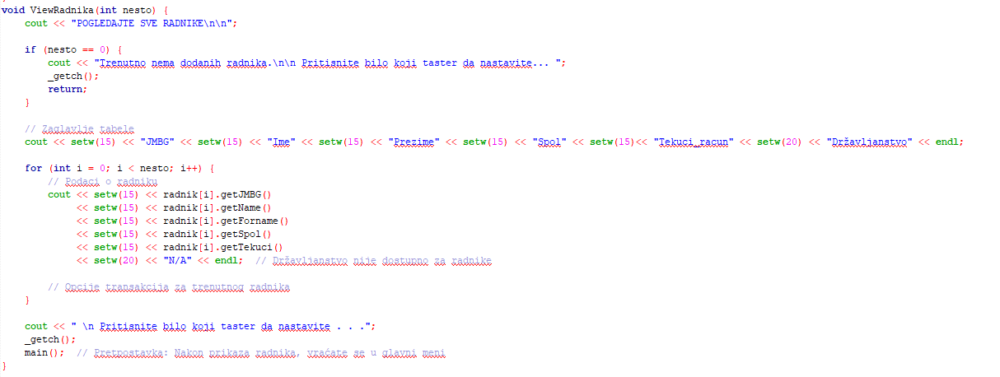 void ViewRadnika(int nesto) {
    cout << "POGLEDAJTE SVE RADNIKE\n\n";

    if (nesto == 0) {
        cout << "Trenutno nema dodanih radnika.\n\n Pritisnite bilo koji taster da nastavite... ";
        _getch();
        return;
    }

    // Zaglavlje tabele
    cout << setw(15) << "JMBG" << setw(15) << "Ime" << setw(15) << "Prezime" << setw(15) << "Spol" << setw(15)<< "Tekuci_racun" << setw(20) << "Državljanstvo" << endl;

    for (int i = 0; i < nesto; i++) {
        // Podaci o radniku
        cout << setw(15) << radnik[i].getJMBG()
             << setw(15) << radnik[i].getName()
             << setw(15) << radnik[i].getForname()
             << setw(15) << radnik[i].getSpol()
             << setw(15) << radnik[i].getTekuci()
             << setw(20) << "N/A" << endl;  // Državljanstvo nije dostupno za radnike

        // Opcije transakcija za trenutnog radnika
    }

    cout << " \n Pritisnite bilo koji taster da nastavite . . .";
    _getch();
    main();  // Pretpostavka: Nakon prikaza radnika, vraćate se u glavni meni
}